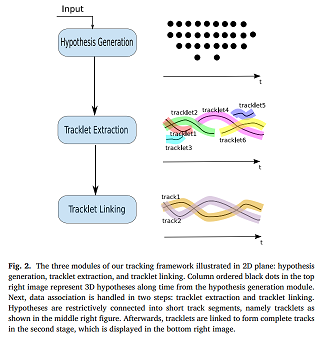 Input
Hypothesis Generation
t
tracklet5
tracklet2 tracklet4
Tracklet Extraction
tracklet1
tracklet6
tracklet3
t
track1
Tracklet Linking
track2
t
Fig. 2. The three modules of our tracking framework illustrated in 2D plane: hypothesis
generation, tracklet extraction, and tracklet linking. Column ordered black dots in the top
right image represent 3D hypotheses along time from the hypothesis generation module.
Next, data association is handled in two steps: tracklet extraction and tracklet linking.
Hypotheses are restrictively connected into short track segments, namely tracklets as
shown in the middle right figure. Afterwards, tracklets are linked to form complete tracks
in the second stage, which is displayed in the bottom right image.